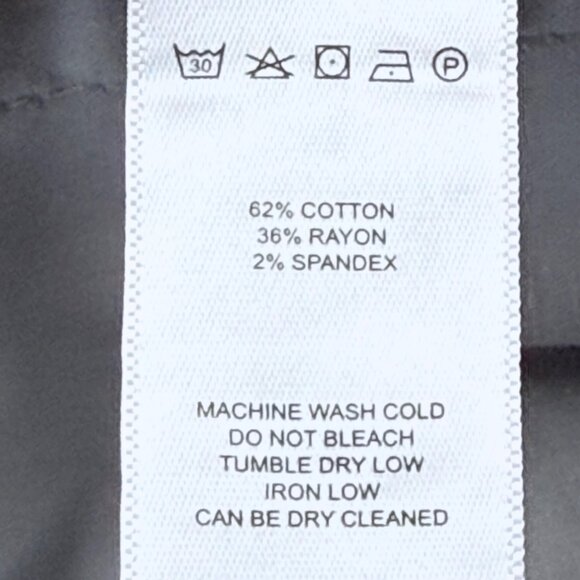 30 P
62% COTTON
36% RAYON
2% SPANDEX
MACHINE WASH COLD
DO NOT BLEACH
TUMBLE DRY LOW
IRON LOW
CAN BE DRY CLEANED